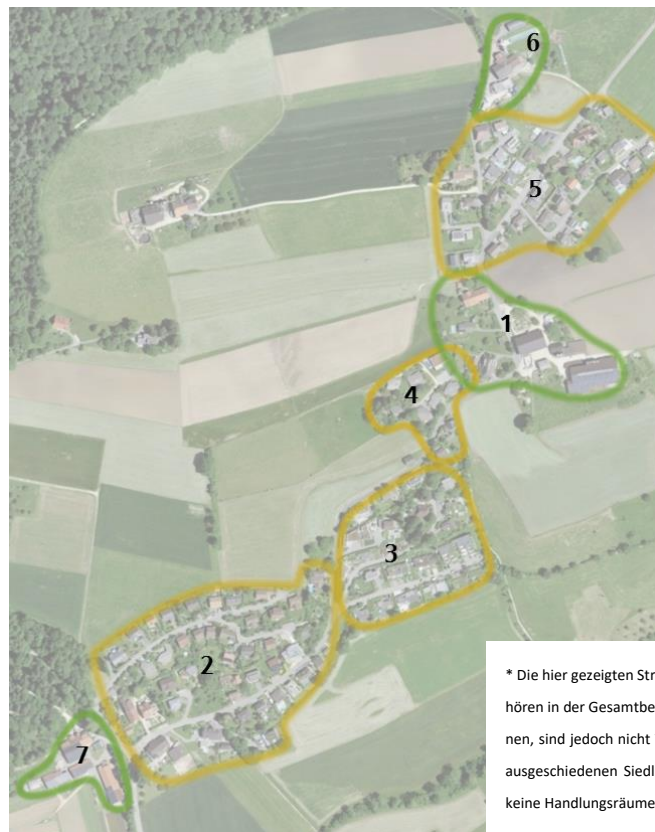 6
5
1
4
3
2
7
* Die hier gezeigten Str
hören in der Gesamtbe
nen, sind jedoch nicht
ausgeschiedenen Siedl
keine Handlungsräume